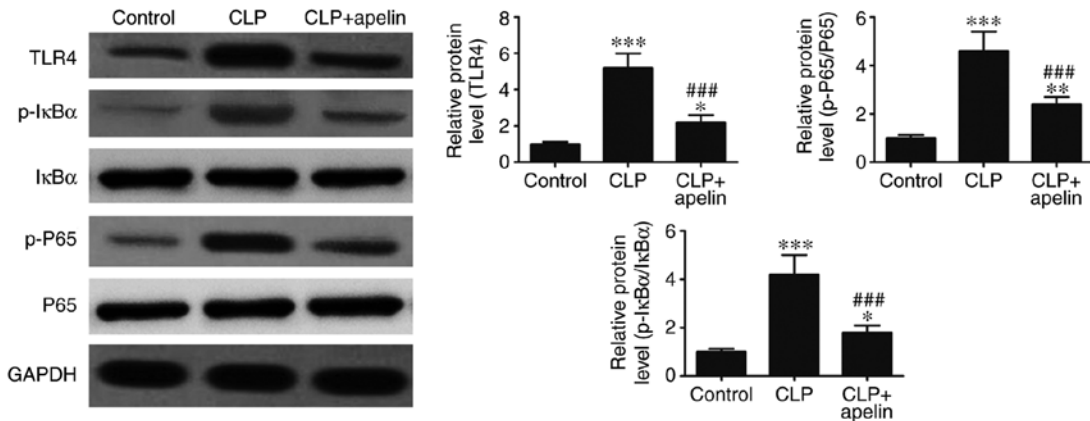 Control CLP CLP+apelin
TLR4
p-IκBα
IκBα
p-P65
P65
GAPDH
Relative protein
level (TLR4)
8
6
4
2
0
***
###
*
Control CLP CLP+
apelin
Relative protein
level (p-P65/P65)
6
4
2
0
***
###
**
Control CLP CLP+
apelin
Relative protein
level (p-IκBα/IκBα)
6
4
2
0
***
###
*
Control CLP CLP+
apelin